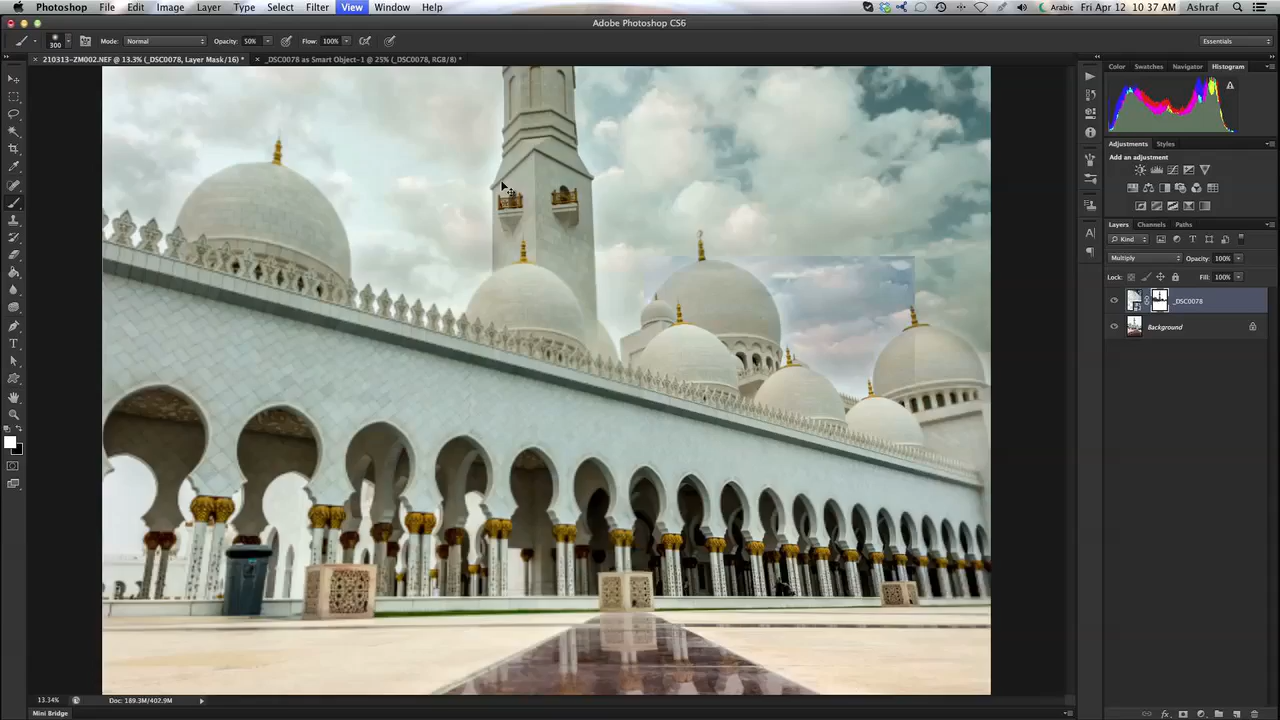 Photoshop File Edit Image Layer Type Select Filter View Window Help Arabic Fri Apr 12 10:37 AM Ashraf
Adobe Photoshop CS6
300 Mode: Normal Opacity: 50% Flow: 100% Essentials
210313-ZM002.NEF @ 13.3% (_DSC0078, Layer Mask/16) * _DSC0078 as Smart Object-1 @ 25% (_DSC0078, RGB/8) *
Color Swatches Navigator Histogram
Adjustments Styles
Add an adjustment
Layers Channels Paths
Kind
Multiply Opacity: 100%
Lock: Fill: 100%
_DSC0078
Background
13.34% Doc: 189.3M/402.9M
Mini Bridge